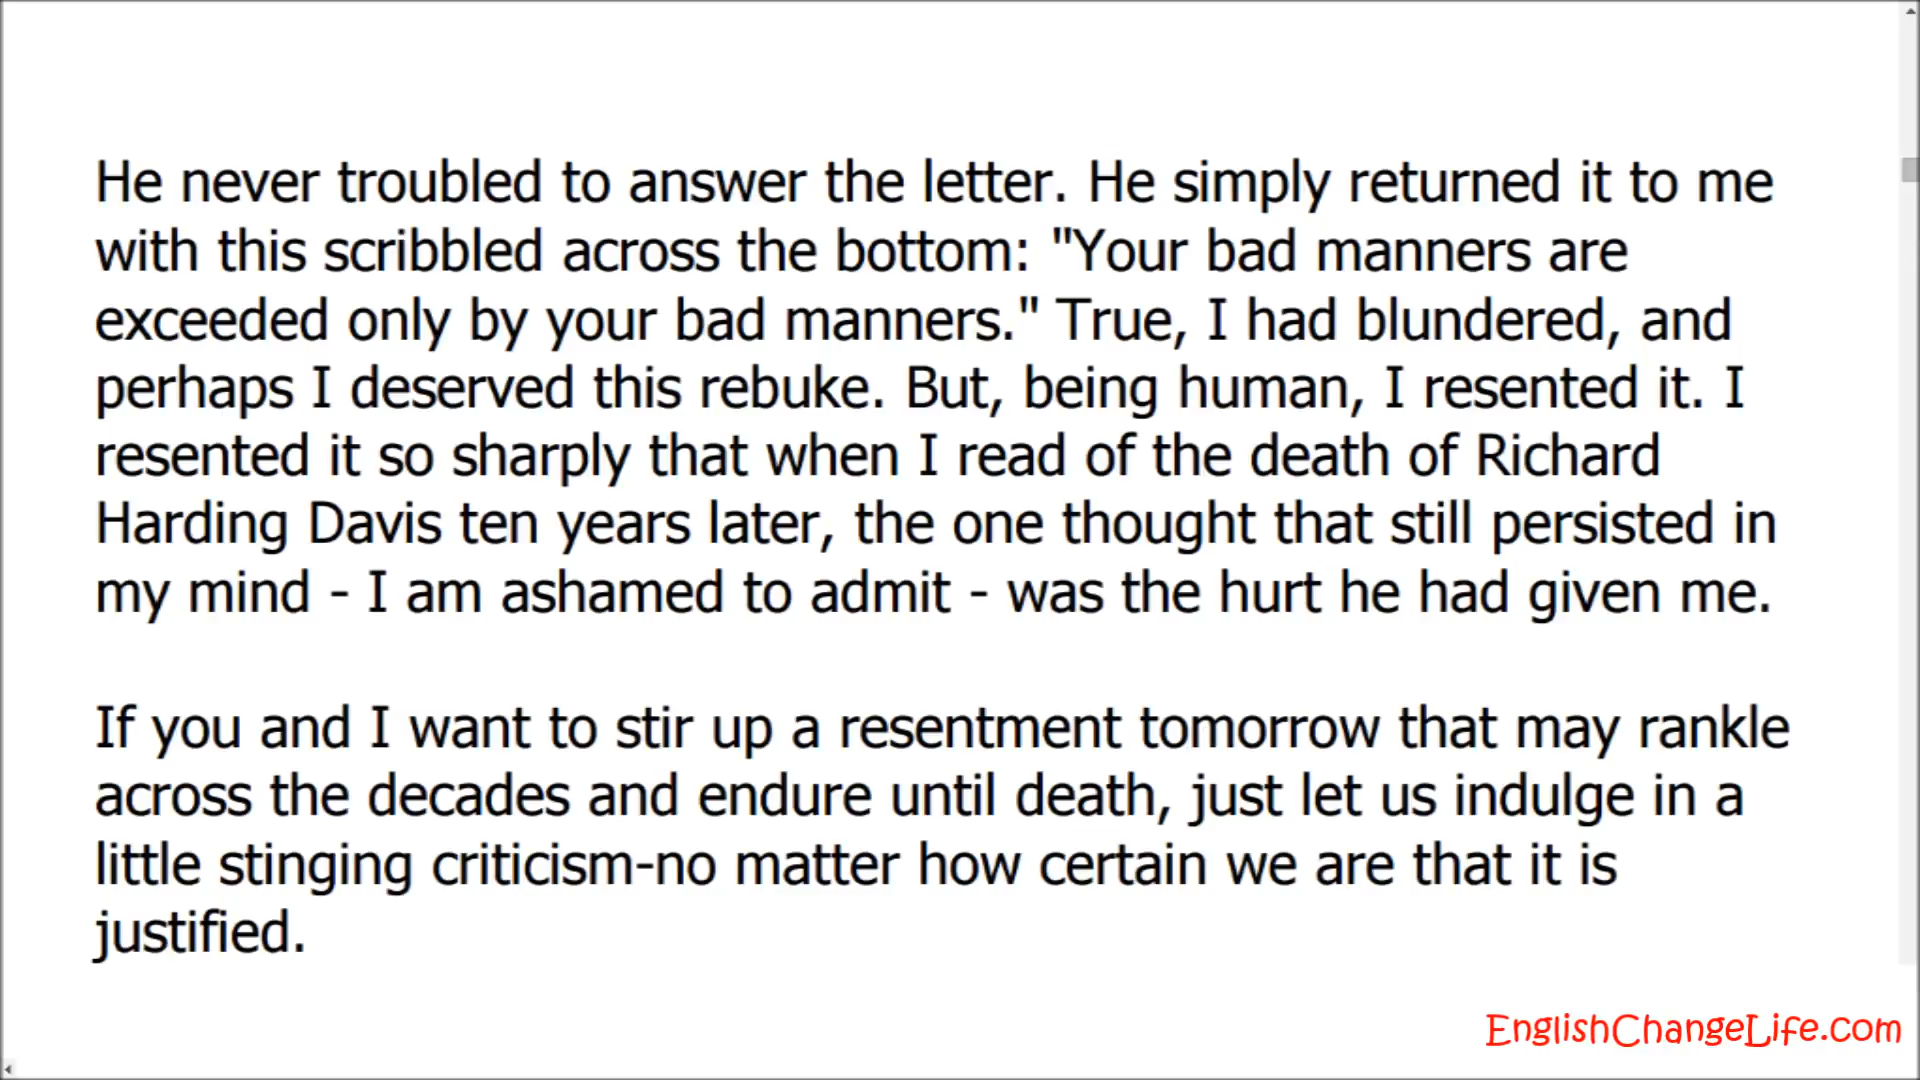 He never troubled to answer the letter. He simply returned it to me
with this scribbled across the bottom: "Your bad manners are
exceeded only by your bad manners." True, I had blundered, and
perhaps I deserved this rebuke. But, being human, I resented it. I
resented it so sharply that when I read of the death of Richard
Harding Davis ten years later, the one thought that still persisted in
my mind - I am ashamed to admit - was the hurt he had given me.
If you and I want to stir up a resentment tomorrow that may rankle
across the decades and endure until death, just let us indulge in a
little stinging criticism-no matter how certain we are that it is
justified.
EnglishChangeLife.com